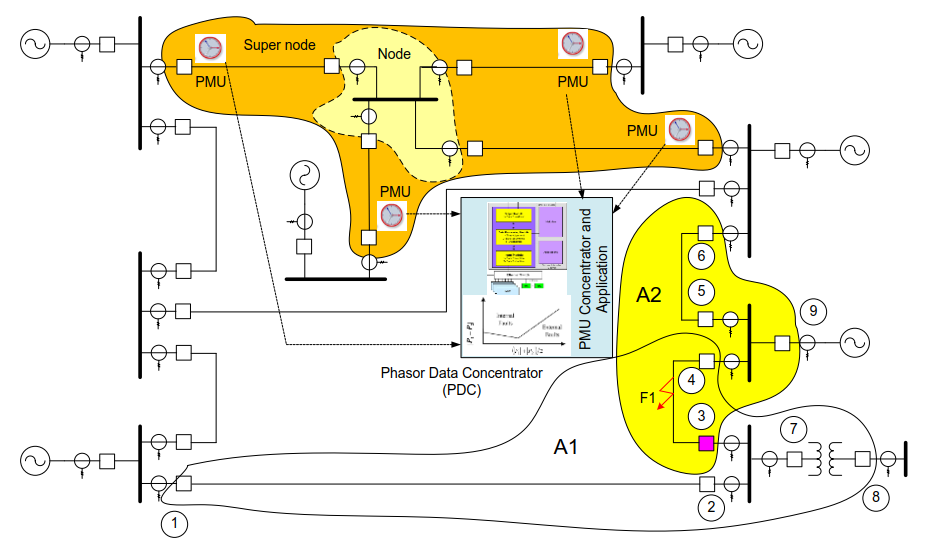 Super node
Node
PMU
PMU
PMU
PMU
PMU Concentrator and
Application
Internal
Faults
External
Faults
Phasor Data Concentrator
(PDC)
A2
6
5
9
4
F1
3
A1
7
2
8
1